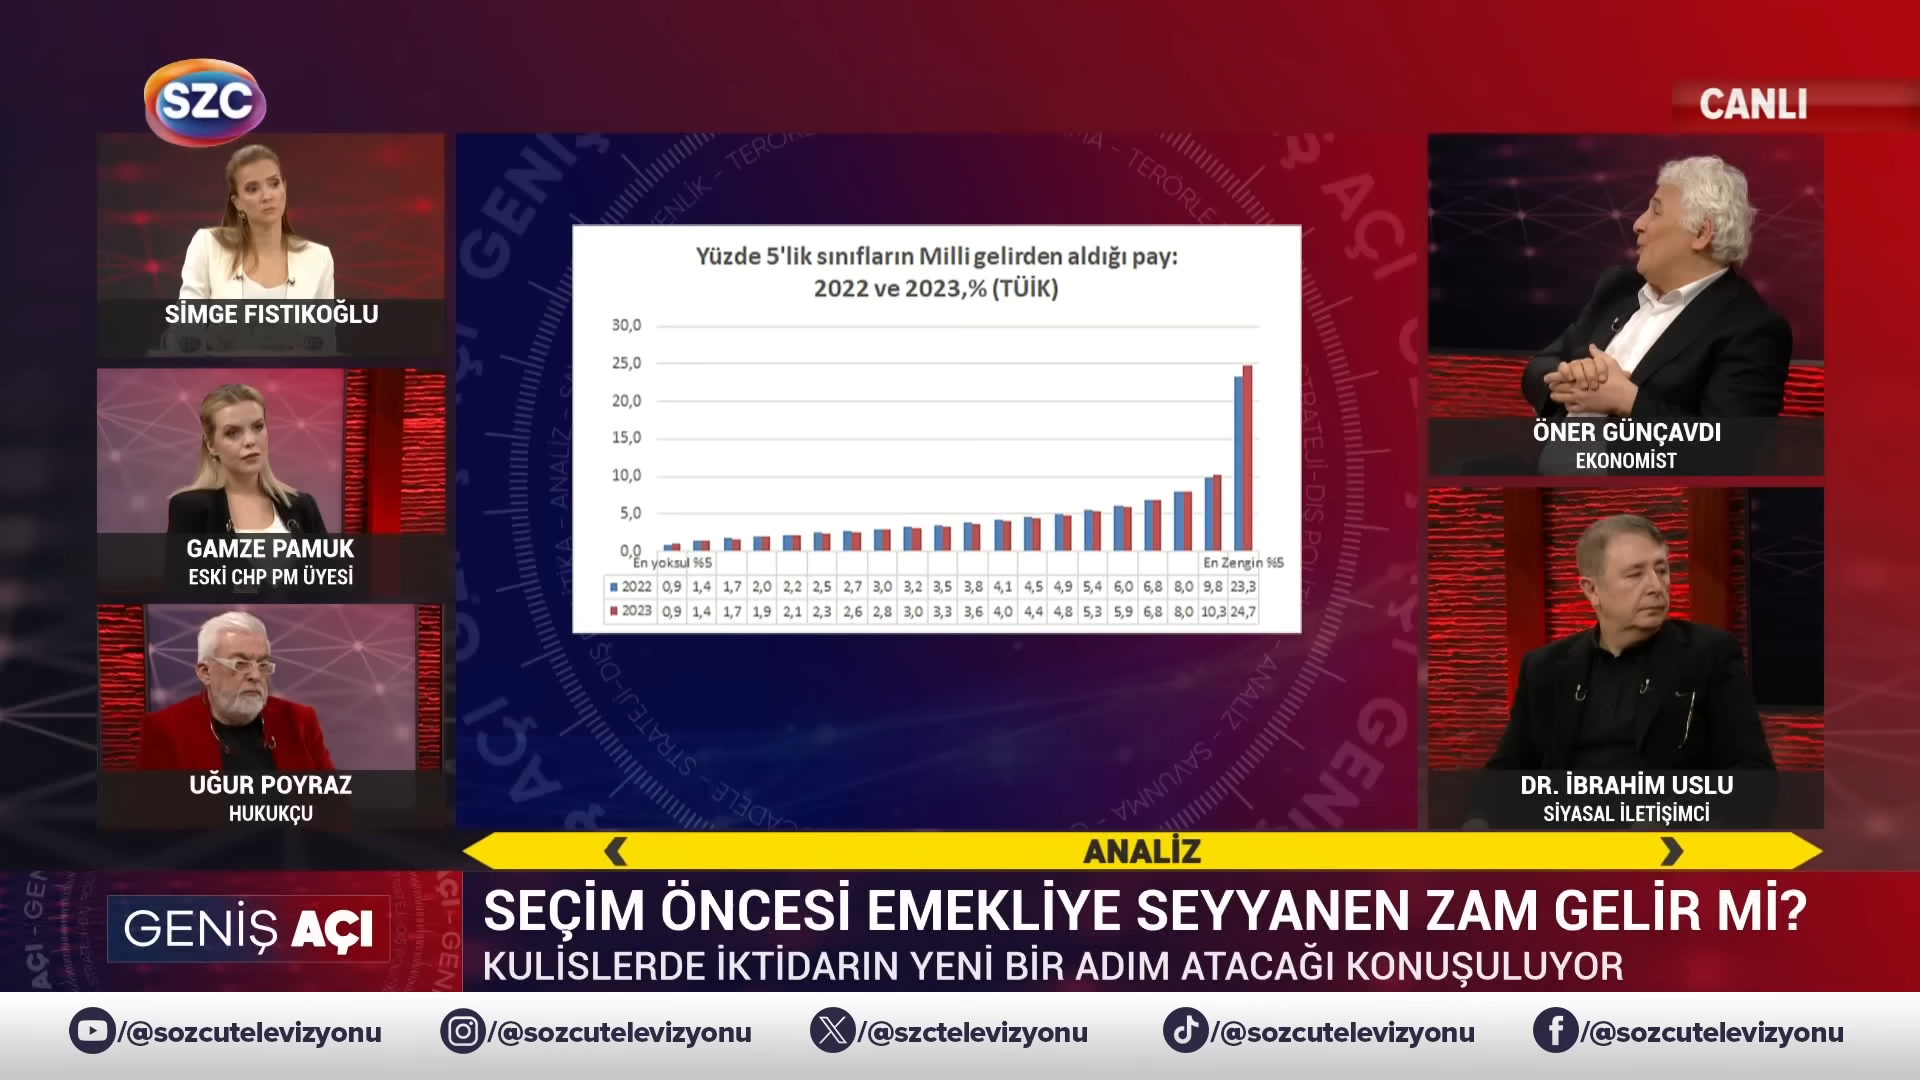 SZC
CANLI
SİMGE FISTIKOĞLU
GAMZE PAMUK
ESKİ CHP PM ÜYESİ
UĞUR POYRAZ
HUKUKÇU
Yüzde 5'lik sınıfların Milli gelirden aldığı pay:
2022 ve 2023,% (TÜİK)
30,0
25,0
20,0
15,0
10,0
5,0
0,0
En yoksul %5 En Zengin %5
2022 0,9 1,4 1,7 2,0 2,2 2,5 2,7 3,0 3,2 3,5 3,8 4,1 4,5 4,9 5,4 6,0 6,8 8,0 9,8 23,3
2023 0,9 1,4 1,7 1,9 2,1 2,3 2,6 2,8 3,0 3,3 3,6 4,0 4,4 4,8 5,3 5,9 6,8 8,0 10,3 24,7
ÖNER GÜNÇAVDI
EKONOMİST
DR. İBRAHİM USLU
SİYASAL İLETİŞİMCİ
ANALİZ
GENİŞ AÇI
SEÇİM ÖNCESİ EMEKLİYE SEYYANEN ZAM GELİR Mİ?
KULİSLERDE İKTİDARIN YENİ BİR ADIM ATACAĞI KONUŞULUYOR
/@sozcutelevizyonu /@sozcutelevizyonu /@szctelevizyonu /@sozcutelevizyonu /@sozcutelevizyonu